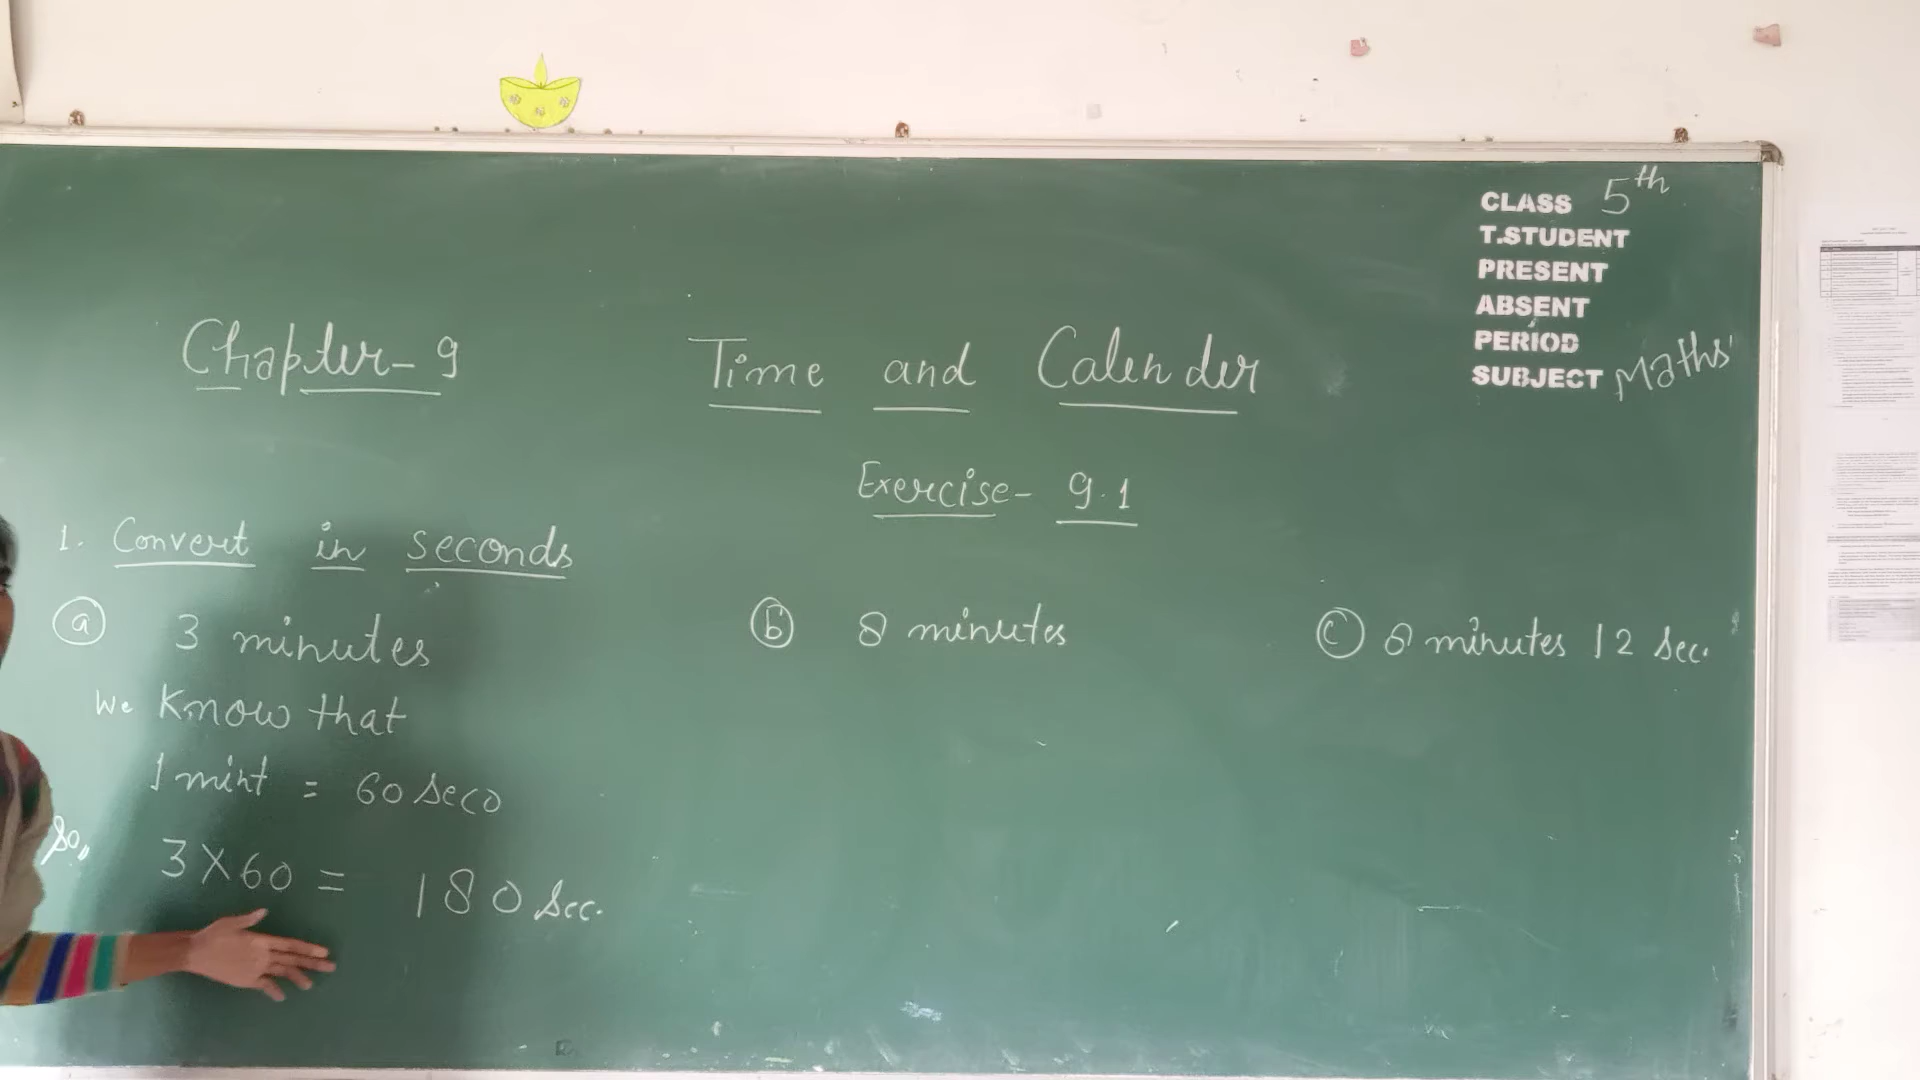 CLASS 5th
T.STUDENT
PRESENT
ABSENT
PERIOD
SUBJECT Maths
Chapter-9 Time and Calender
Exercise- 9.1
1. Convert in seconds
(a) 3 minutes
We Know that
1 mint = 60 seco
So,,
3×60 = 180 Sec.
(b) 8 minutes
(c) 8 minutes 12 Sec.